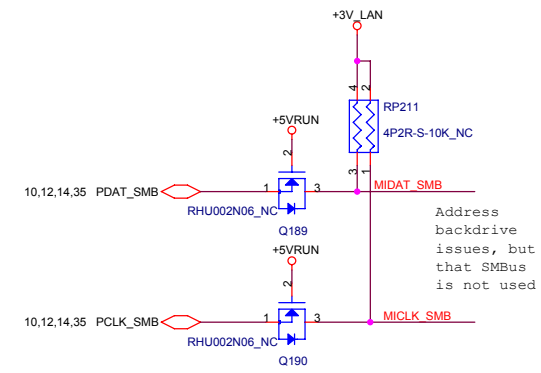 +3V_LAN
4
2
RP211
4P2R-S-10K_NC
3
1
+5VRUN
2
10,12,14,35 PDAT_SMB
1
3
MIDAT_SMB
RHU002N06_NC
Q189
Address
backdrive
issues, but
that SMBus
is not used
+5VRUN
2
10,12,14,35 PCLK_SMB
1
3
MICLK_SMB
RHU002N06_NC
Q190